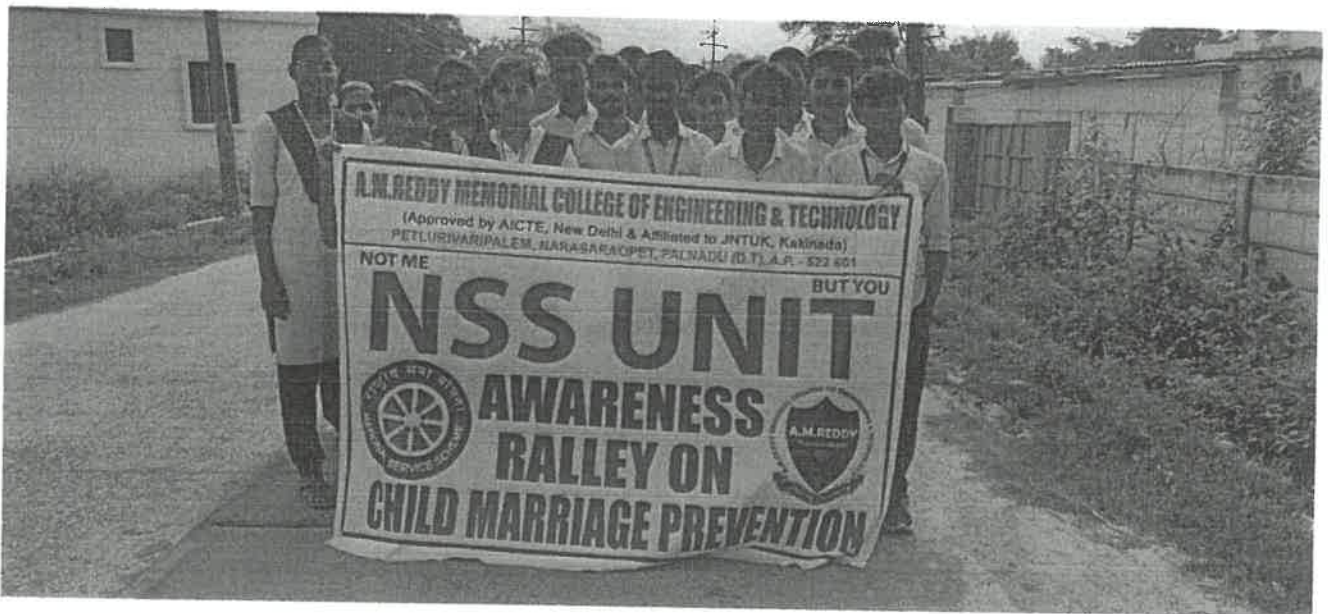 A.M.REDDY MEMORIAL COLLEGE OF ENGINEERING & TECHNOLOGY
(Approved by AICTE, New Delhi & Affiliated to JNTUK, Kakinada)
PETLURIVARIPALEM, NARASARAOPET, PALNADU (D.T), A.P. - 522 601
NOT ME
BUT YOU
NSS UNIT
AWARENESS
RALLEY ON
CHILD MARRIAGE PREVENTION
A.M.REDDY